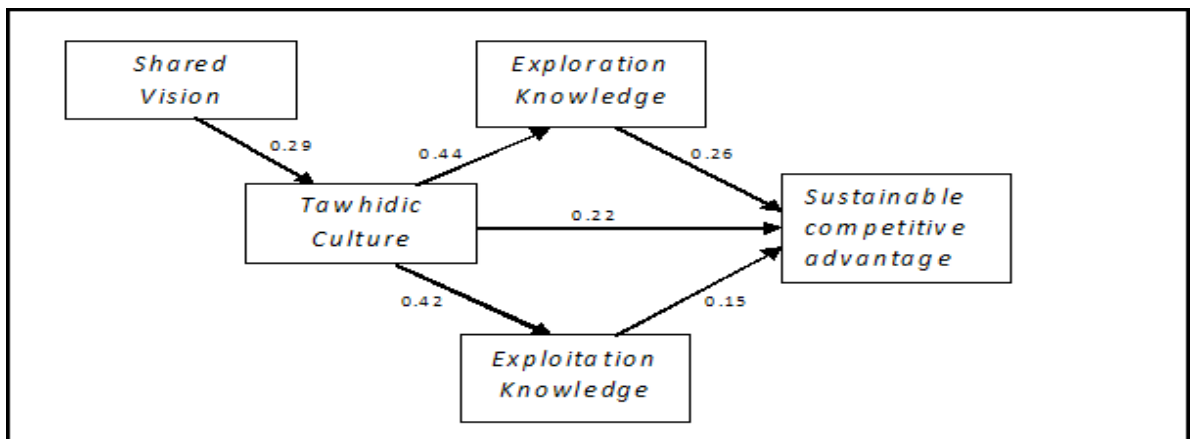 Shared
Vision
Exploration
Knowledge
0.29
0.44
0.26
Tawhidic
Culture
0.22
Sustainable
competitive
advantage
0.42
0.15
Exploitation
Knowledge